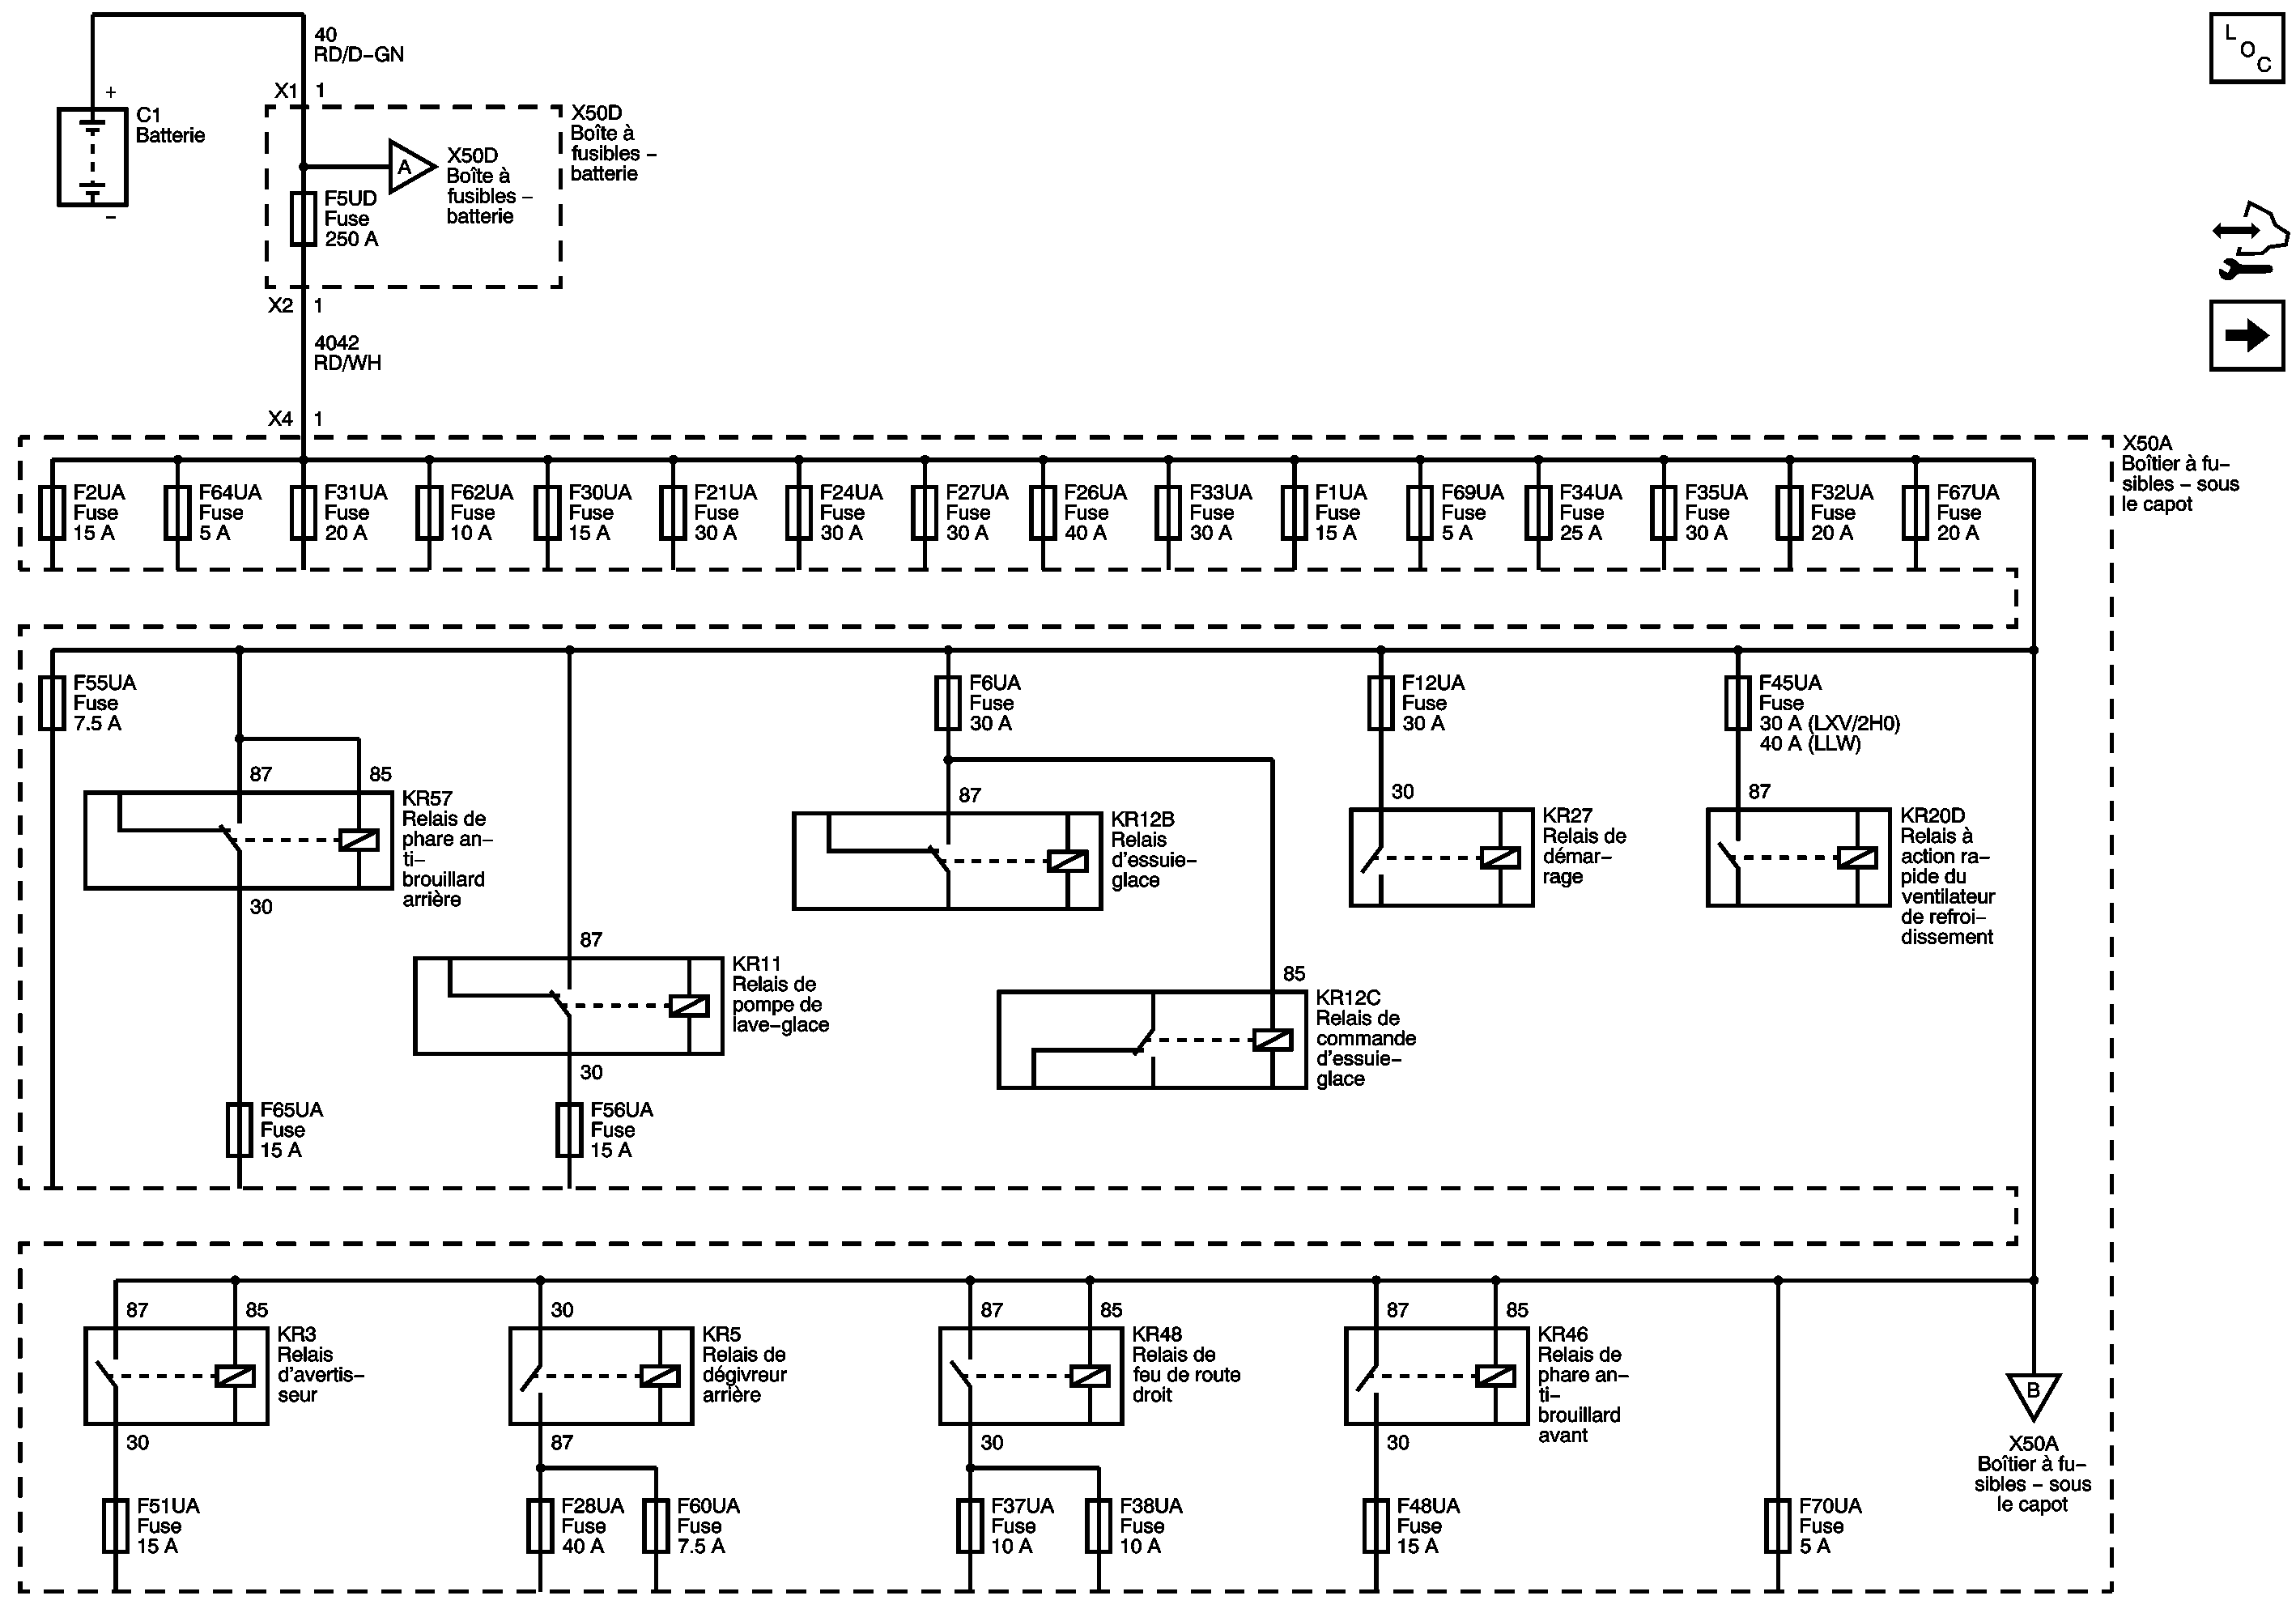 40
RD/D-GN
X1 1
+
C1
Batterie
-
X50D
Boîte à
fusibles -
batterie
A
X50D
Boîte à
fusibles -
batterie
F5UD
Fuse
250 A
X2 1
4042
RD/WH
X4 1
L
O
C
X50A
Boîtier à fu-
sibles - sous
le capot
F2UA
Fuse
15 A
F64UA
Fuse
5 A
F31UA
Fuse
20 A
F62UA
Fuse
10 A
F30UA
Fuse
15 A
F21UA
Fuse
30 A
F24UA
Fuse
30 A
F27UA
Fuse
30 A
F26UA
Fuse
40 A
F33UA
Fuse
30 A
F1UA
Fuse
15 A
F69UA
Fuse
5 A
F34UA
Fuse
25 A
F35UA
Fuse
30 A
F32UA
Fuse
20 A
F67UA
Fuse
20 A
F55UA
Fuse
7.5 A
87
85
KR57
Relais de
phare an-
ti-
brouillard
arrière
30
F65UA
Fuse
15 A
87
KR11
Relais de
pompe de
lave-glace
30
F56UA
Fuse
15 A
F6UA
Fuse
30 A
87
KR12B
Relais
d'essuie-
glace
85
KR12C
Relais de
commande
d'essuie-
glace
F12UA
Fuse
30 A
30
KR27
Relais de
démar-
rage
F45UA
Fuse
30 A (LXV/2H0)
40 A (LLW)
87
KR20D
Relais à
action ra-
pide du
ventilateur
de refroi-
dissement
87
85
KR3
Relais
d'avertis-
seur
30
F51UA
Fuse
15 A
30
KR5
Relais de
dégivreur
arrière
87
F28UA
Fuse
40 A
F60UA
Fuse
7.5 A
87
85
KR48
Relais de
feu de route
droit
30
F37UA
Fuse
10 A
F38UA
Fuse
10 A
87
85
KR46
Relais de
phare an-
ti-
brouillard
avant
30
F48UA
Fuse
15 A
F70UA
Fuse
5 A
B
X50A
Boîtier à fu-
sibles - sous
le capot